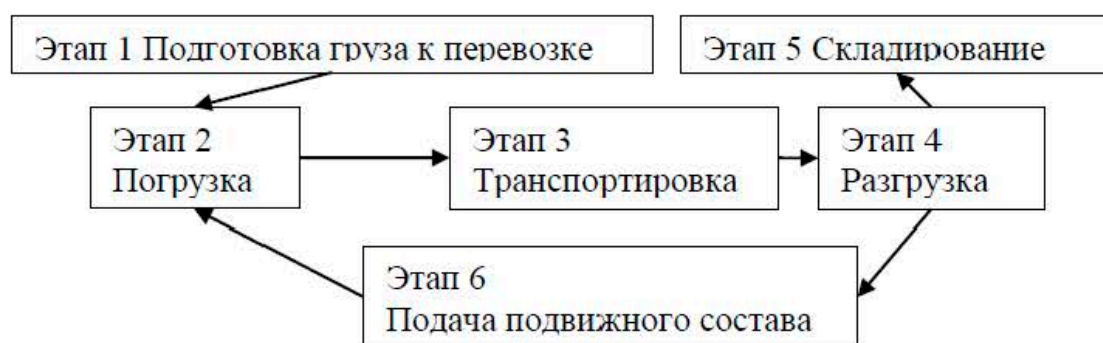 Этап 1 Подготовка груза к перевозке
Этап 5 Складирование
Этап 2
Погрузка
Этап 3
Транспортировка
Этап 4
Разгрузка
Этап 6
Подача подвижного состава